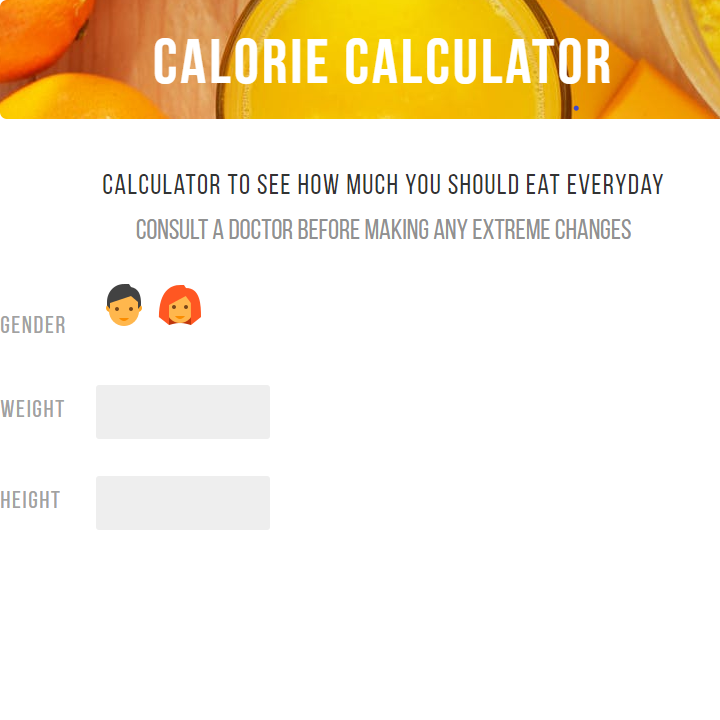 CALORIE CALCULATOR
CALCULATOR TO SEE HOW MUCH YOU SHOULD EAT EVERYDAY
CONSULT A DOCTOR BEFORE MAKING ANY EXTREME CHANGES
GENDER
WEIGHT
HEIGHT